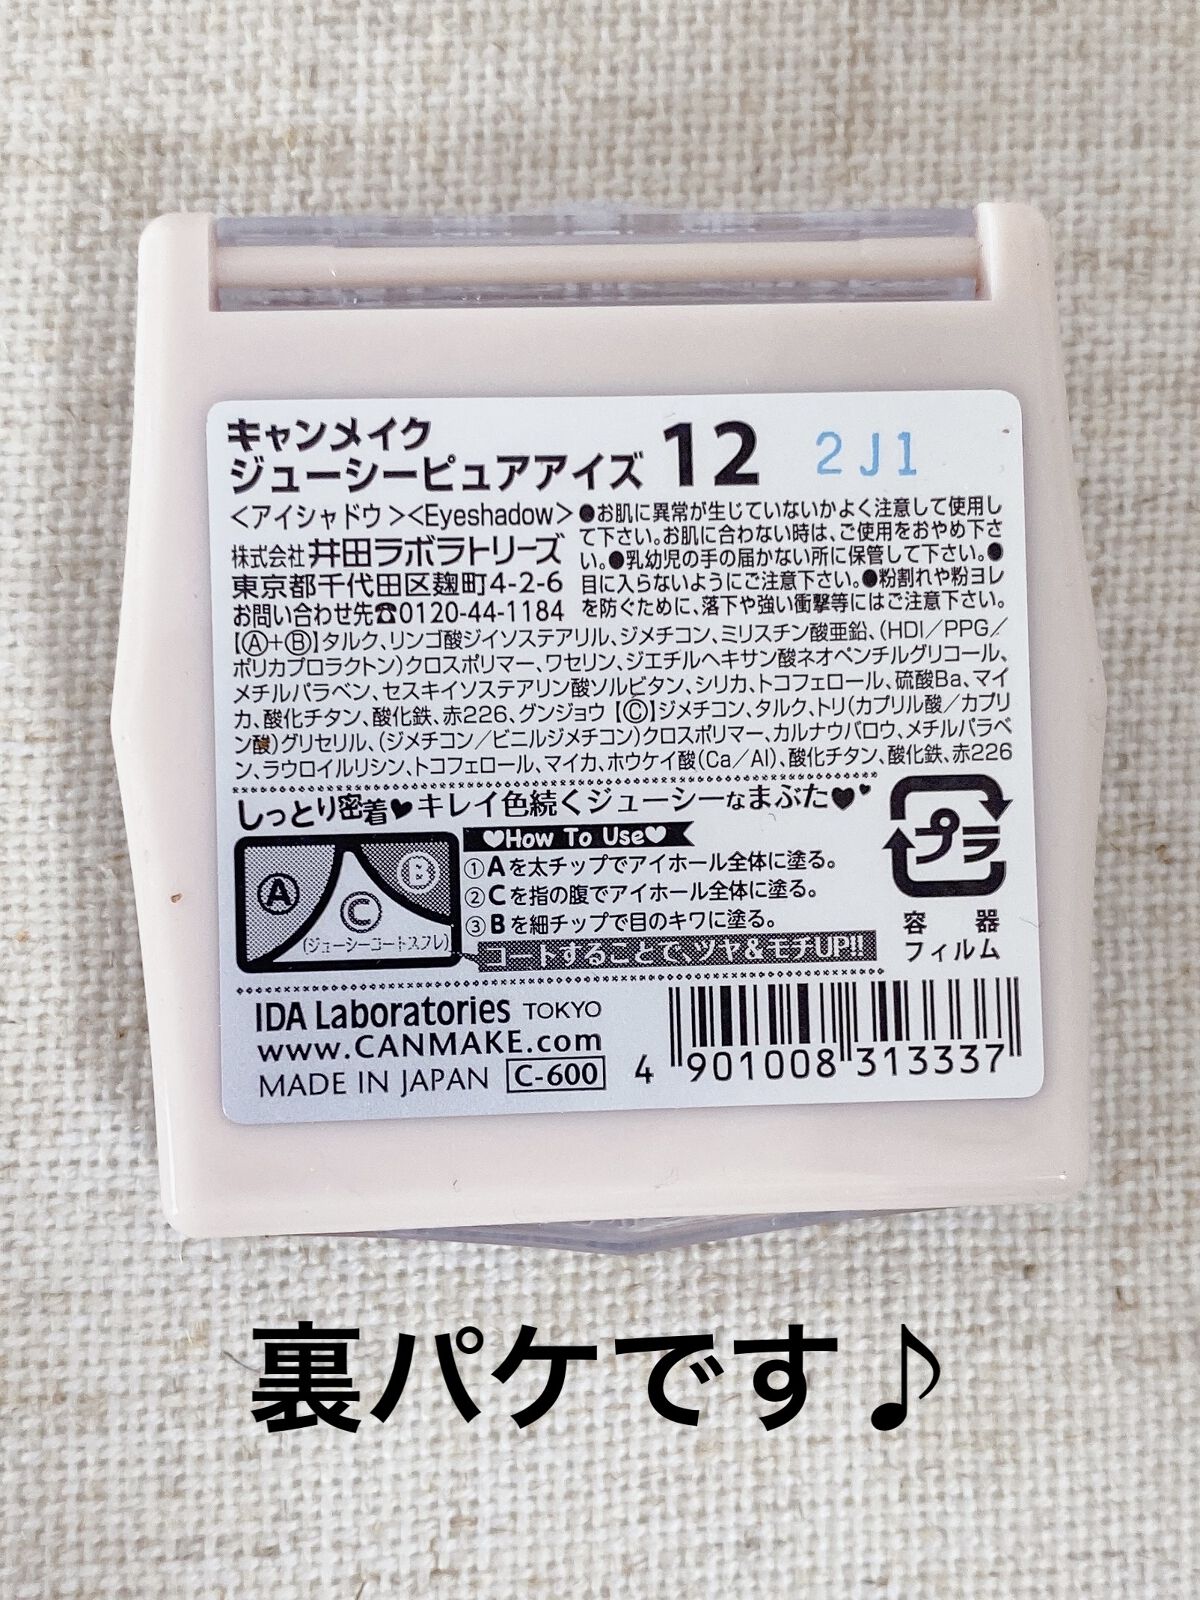 キャンメイク
ジューシーピュアアイズ 12 2J1
<アイシャドウ><Eyeshadow>
株式会社 井田ラボラトリーズ
東京都千代田区麹町4-2-6
お問い合わせ先☎0120-44-1184
●お肌に異常が生じていないかよく注意して使用し
て下さい。お肌に合わない時は、ご使用をおやめ下さ
い。●乳幼児の手の届かない所に保管して下さい。●
目に入らないようにご注意下さい。●粉割れや粉ヨレ
を防ぐために、落下や強い衝撃等にはご注意下さい。
【Ⓐ+Ⓑ】タルク、リンゴ酸ジイソステアリル、ジメチコン、ミリスチン酸亜鉛、(HDI/PPG/
ポリカプロラクトン)クロスポリマー、ワセリン、ジエチルヘキサン酸ネオペンチルグリコール、
メチルパラベン、セスキイソステアリン酸ソルビタン、シリカ、トコフェロール、硫酸Ba、マイ
カ、酸化チタン、酸化鉄、赤226、グンジョウ【Ⓒ】ジメチコン、タルク、トリ(カプリル酸/カプリ
ン酸)グリセリル、(ジメチコン/ビニルジメチコン)クロスポリマー、カルナウバロウ、メチルパラベ
ン、ラウロイルリシン、トコフェロール、マイカ、ホウケイ酸(Ca/Al)、酸化チタン、酸化鉄、赤226
しっとり密着♥キレイ色続くジューシーなまぶた♥♥
A
B
C
(ジューシーコートスフレ)
♥How To Use♥
①Aを太チップでアイホール全体に塗る。
②Cを指の腹でアイホール全体に塗る。
③Bを細チップで目のキワに塗る。
コートすることで、ツヤ&モチUP!!
プラ
容器
フィルム
IDA Laboratories TOKYO
www.CANMAKE.com
MADE IN JAPAN C-600
4 901008 313337
裏パケです♪